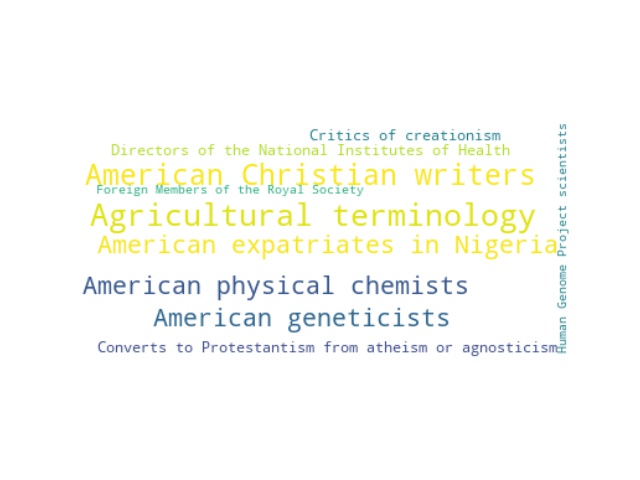 Critics of creationism
Directors of the National Institutes of Health
American Christian writers
Foreign Members of the Royal Society
Agricultural terminology
American expatriates in Nigeria
American physical chemists
American geneticists
Converts to Protestantism from atheism or agnosticism
Human Genome Project scientists